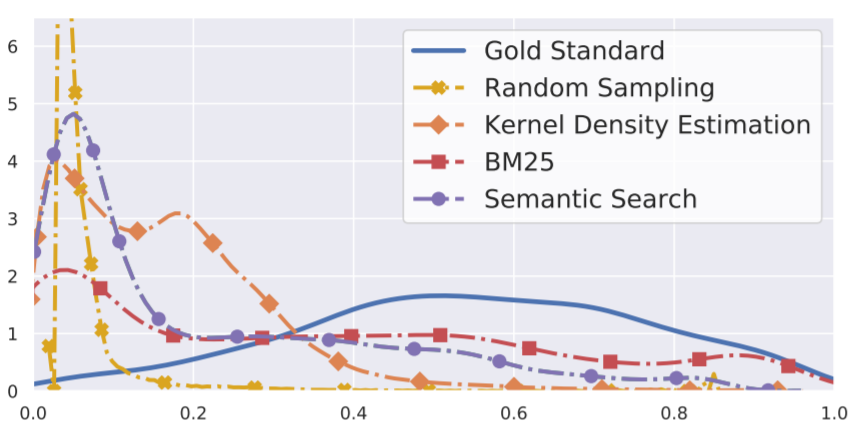 6
5
4
3
2
1
0
0.0 0.2 0.4 0.6 0.8 1.0
Gold Standard
Random Sampling
Kernel Density Estimation
BM25
Semantic Search